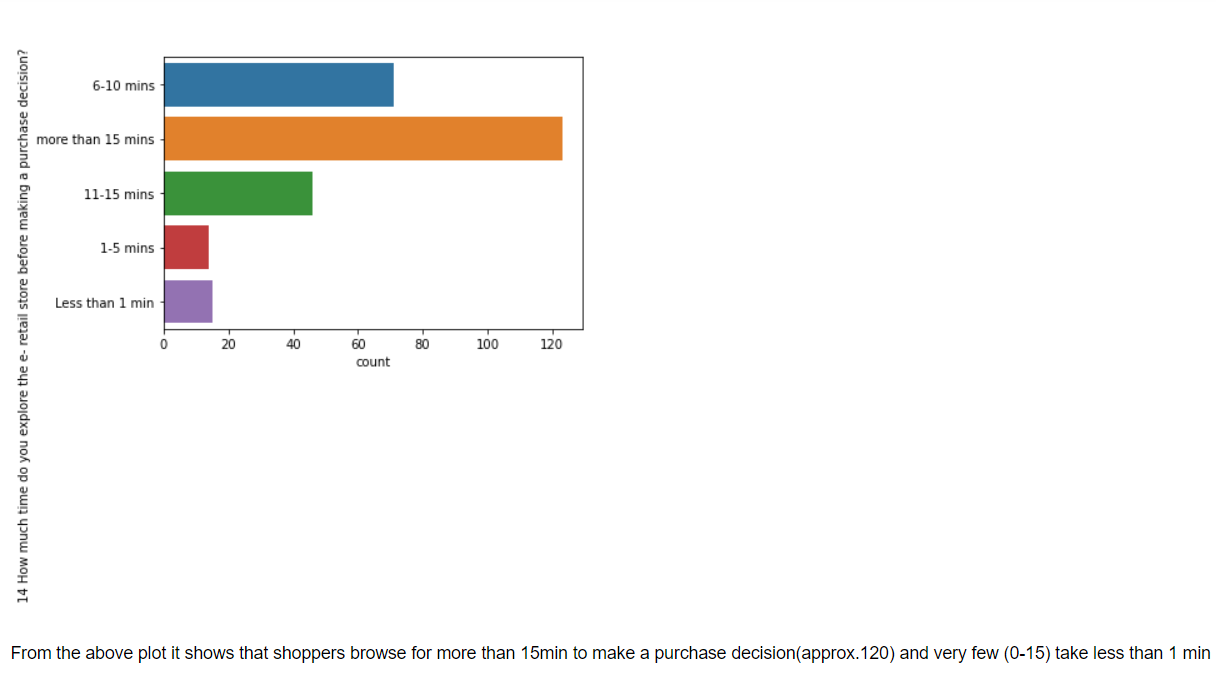 14 How much time do you explore the e- retail store before making a purchase decision?
6-10 mins
more than 15 mins
11-15 mins
1-5 mins
Less than 1 min
0 20 40 60 80 100 120
count
From the above plot it shows that shoppers browse for more than 15min to make a purchase decision(approx.120) and very few (0-15) take less than 1 min